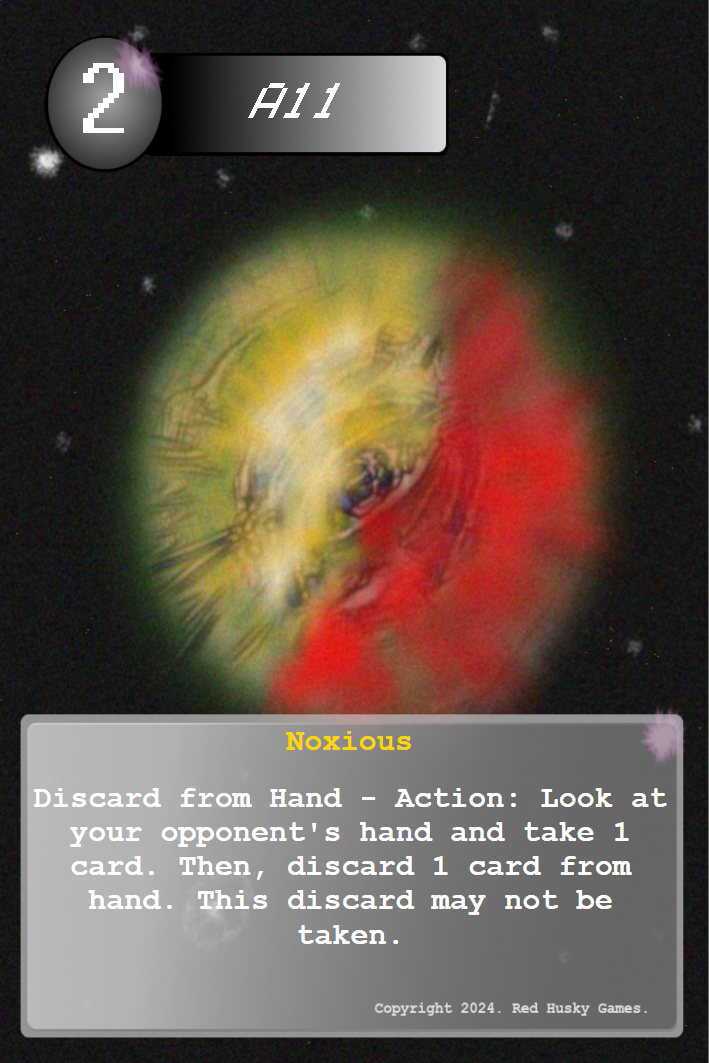 2
A11
Noxious
Discard from Hand - Action: Look at
your opponent's hand and take 1
card. Then, discard 1 card from
hand. This discard may not be
taken.
Copyright 2024. Red Husky Games.